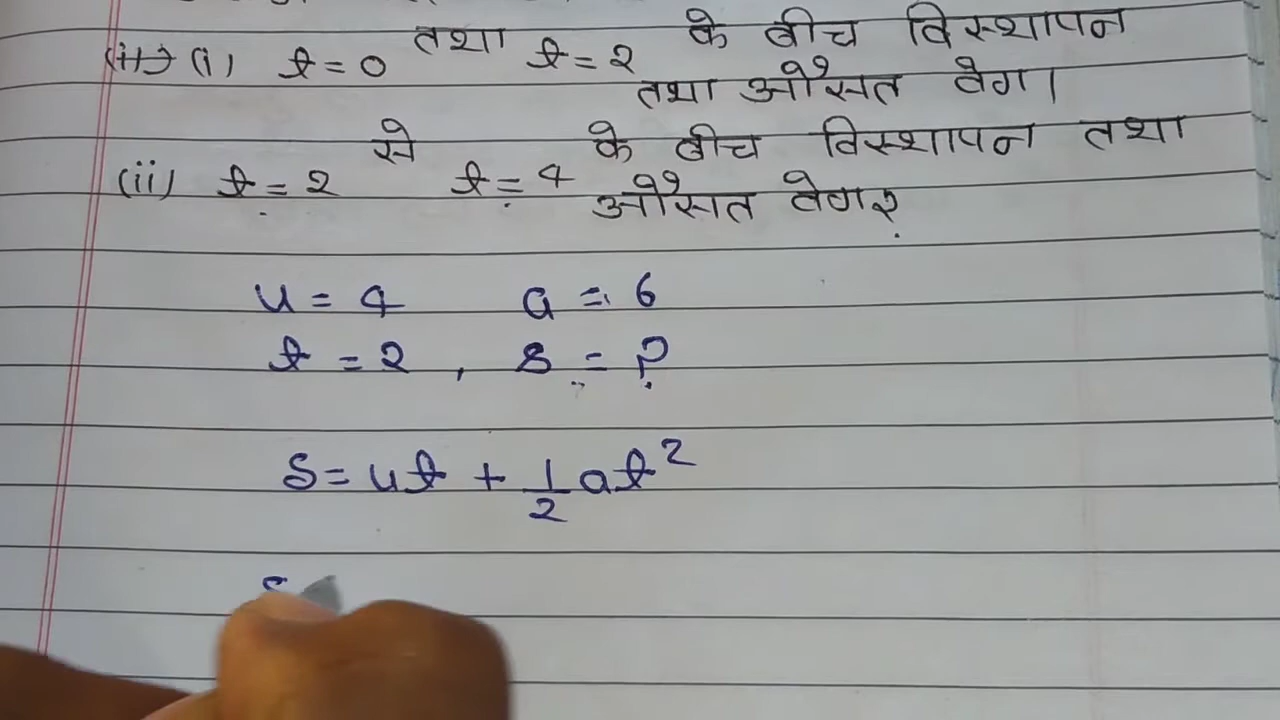 (ii)→ (i) t = 0 तथा t = 2 के बीच विस्थापन
तथा औसत वेग।
(ii) t = 2 से t = 4 के बीच विस्थापन तथा
औसत वेग?
u = 4 a = 6
t = 2 , s = ?
S = ut + 1/2 at²